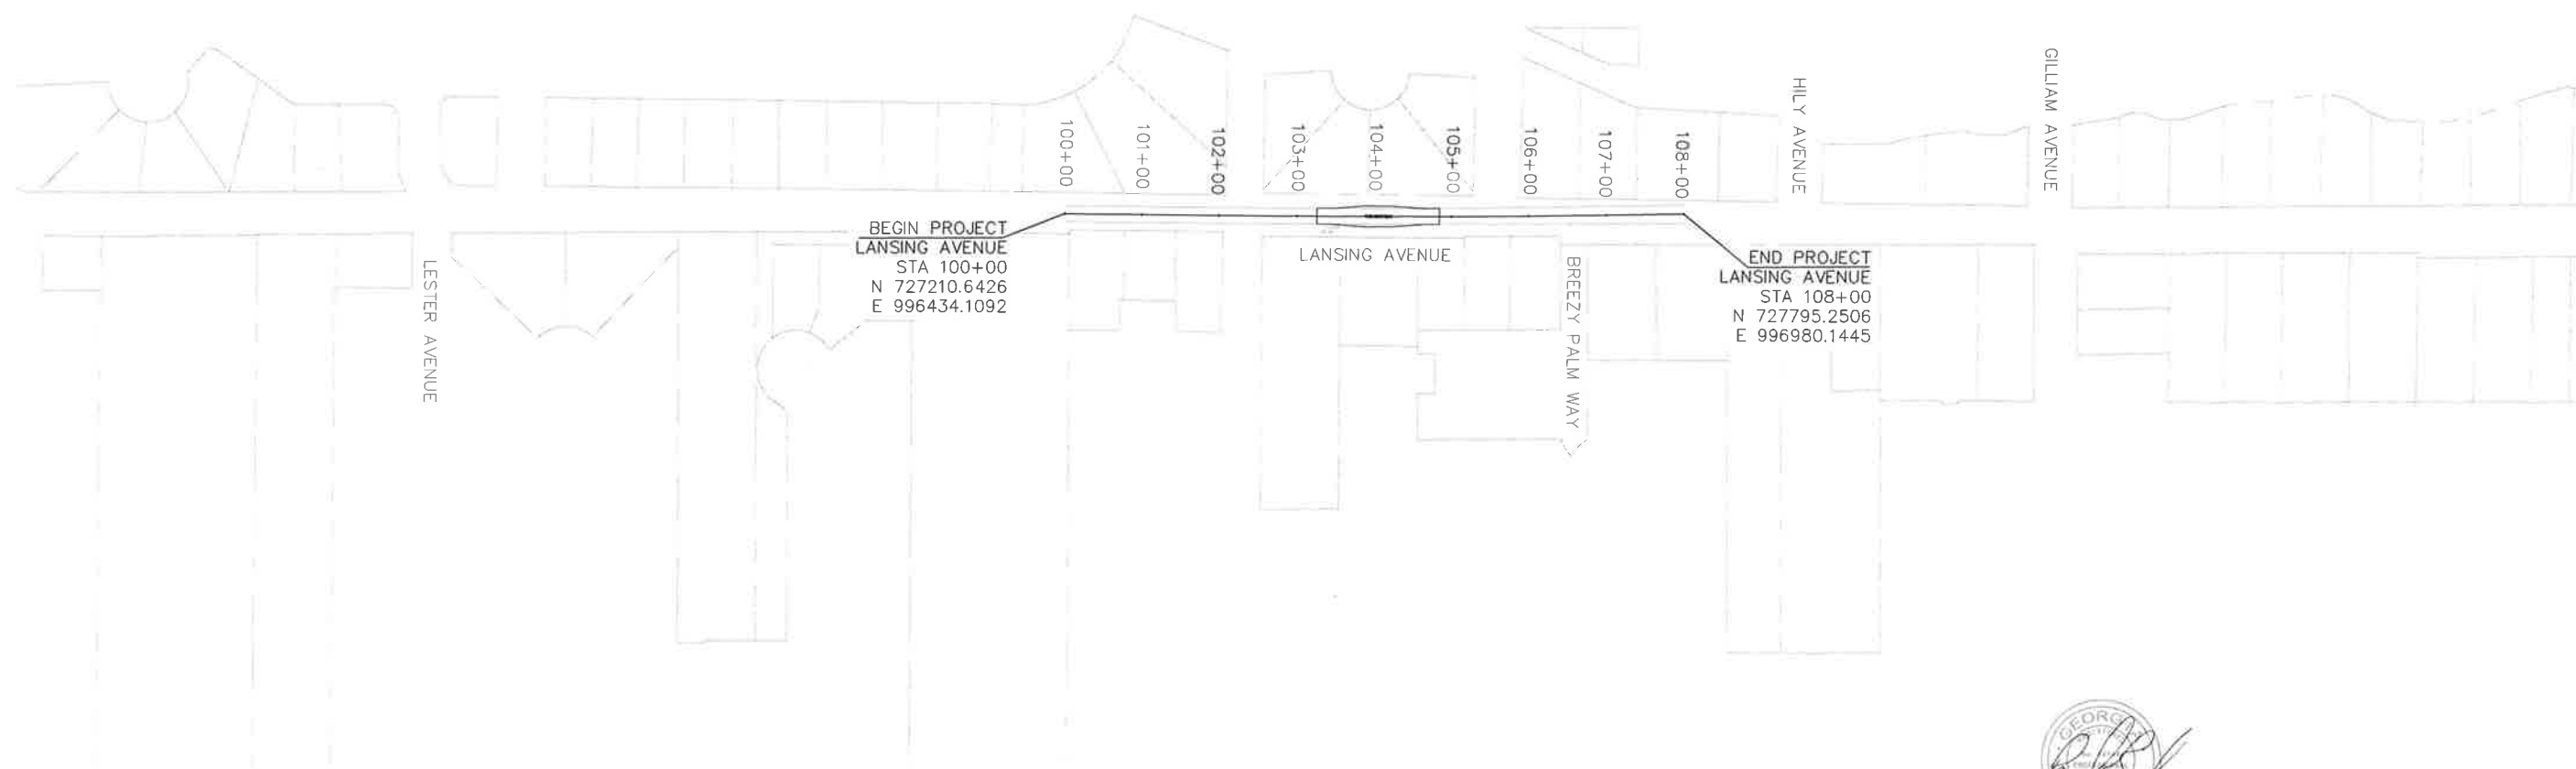 GILLIAM AVENUE
HILY AVENUE
100+00
101+00
102+00
103+00
104+00
105+00
106+00
107+00
108+00
BEGIN PROJECT
LANSING AVENUE
STA 100+00
N 727210.6426
E 996434.1092
LANSING AVENUE
END PROJECT
LANSING AVENUE
STA 108+00
N 727795.2506
E 996980.1445
LESTER AVENUE
BREEZY PALM WAY